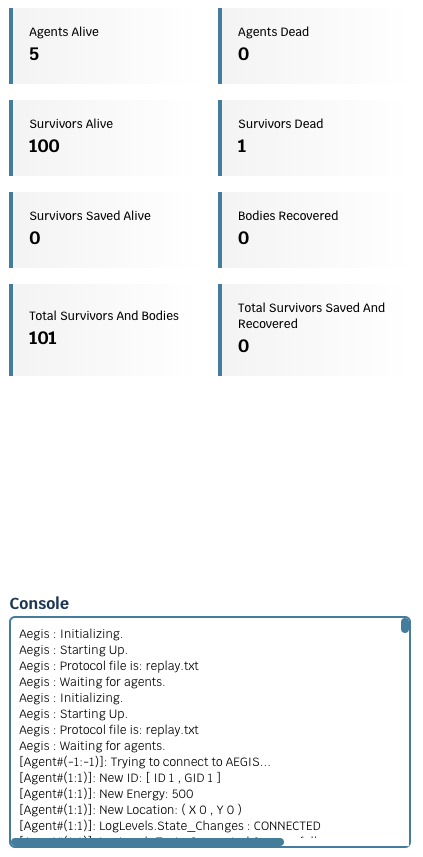 Agents Alive
5
Agents Dead
0
Survivors Alive
100
Survivors Dead
1
Survivors Saved Alive
0
Bodies Recovered
0
Total Survivors And Bodies
101
Total Survivors Saved And
Recovered
0
Console
Aegis : Initializing.
Aegis : Starting Up.
Aegis : Protocol file is: replay.txt
Aegis : Waiting for agents.
Aegis : Initializing.
Aegis : Starting Up.
Aegis : Protocol file is: replay.txt
Aegis : Waiting for agents.
[Agent#(-1:-1)]: Trying to connect to AEGIS...
[Agent#(1:1)]: New ID: [ ID 1 , GID 1 ]
[Agent#(1:1)]: New Energy: 500
[Agent#(1:1)]: New Location: ( X 0 , Y 0 )
[Agent#(1:1)]: LogLevels.State_Changes : CONNECTED